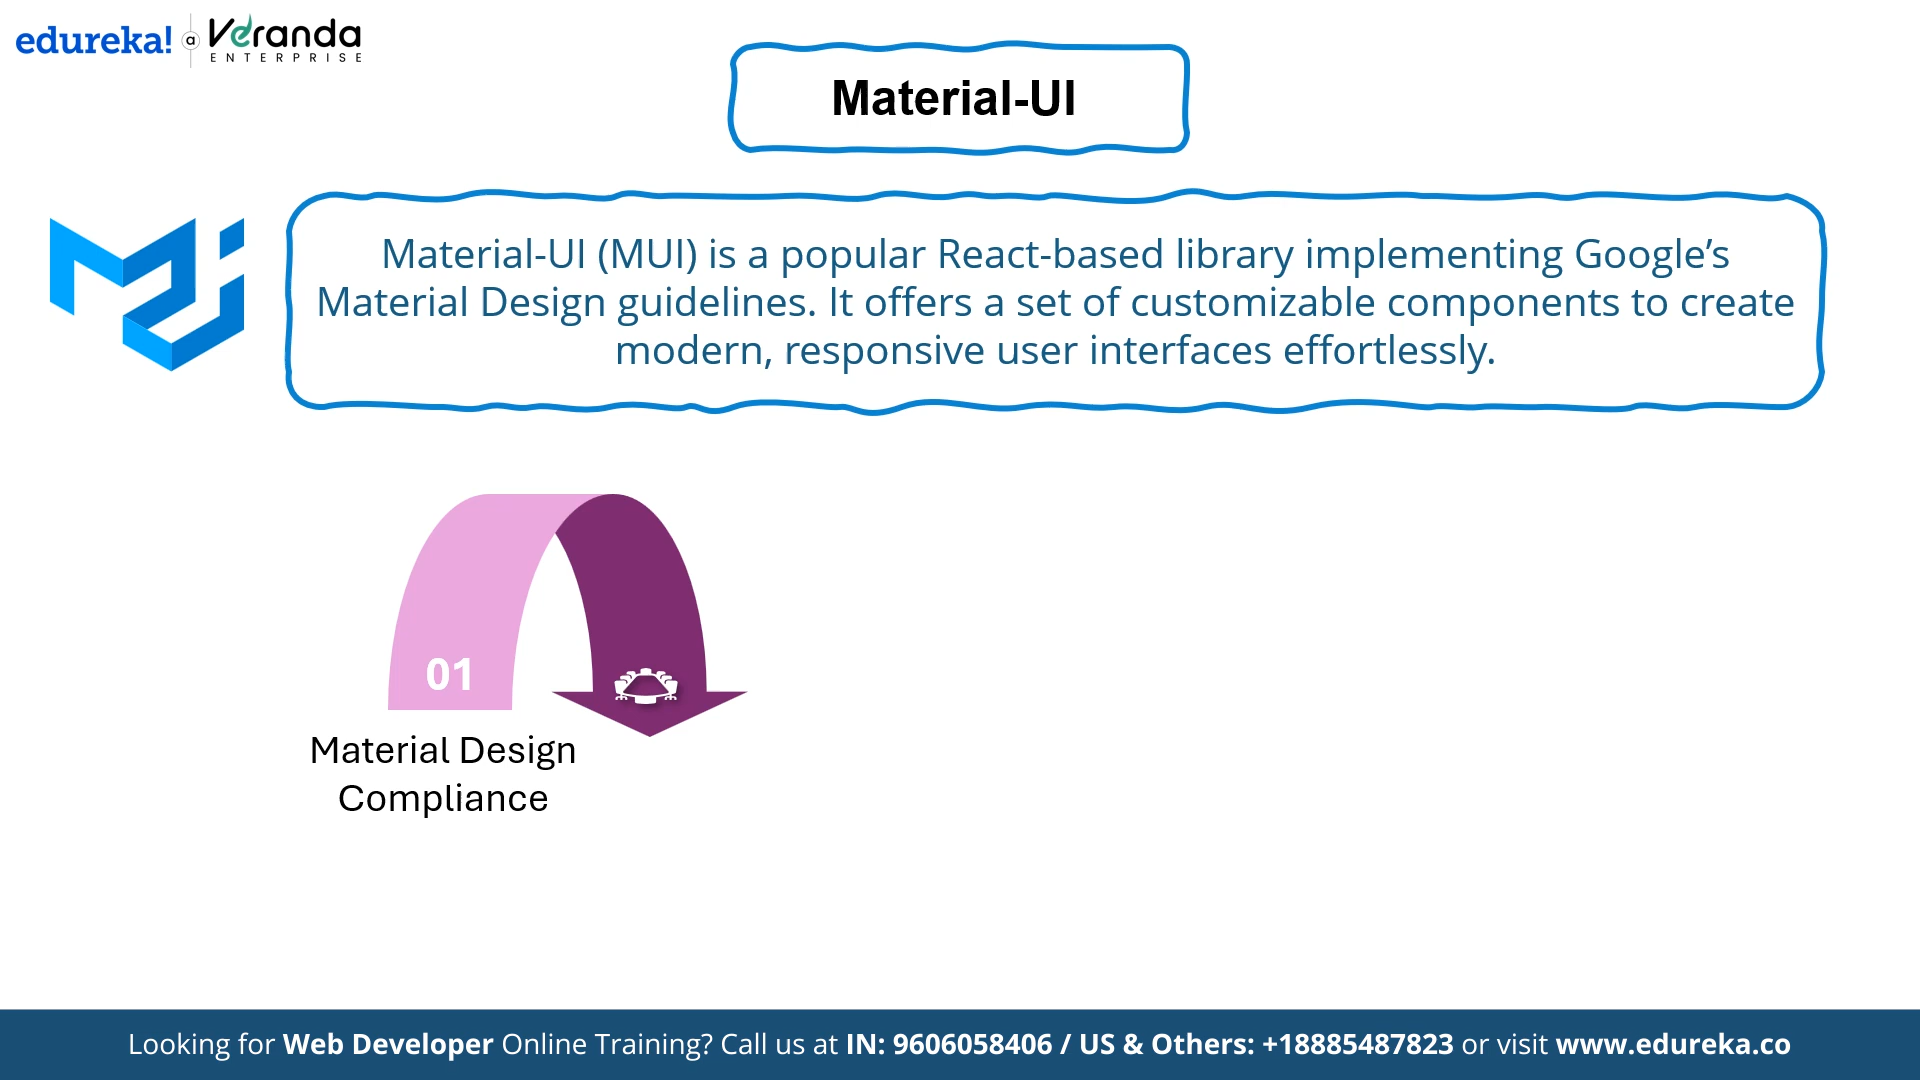 edureka! a Veranda
ENTERPRISE
Material-UI
Material-UI (MUI) is a popular React-based library implementing Google’s
Material Design guidelines. It offers a set of customizable components to create
modern, responsive user interfaces effortlessly.
01
Material Design
Compliance
Looking for Web Developer Online Training? Call us at IN: 9606058406 / US & Others: +18885487823 or visit www.edureka.co